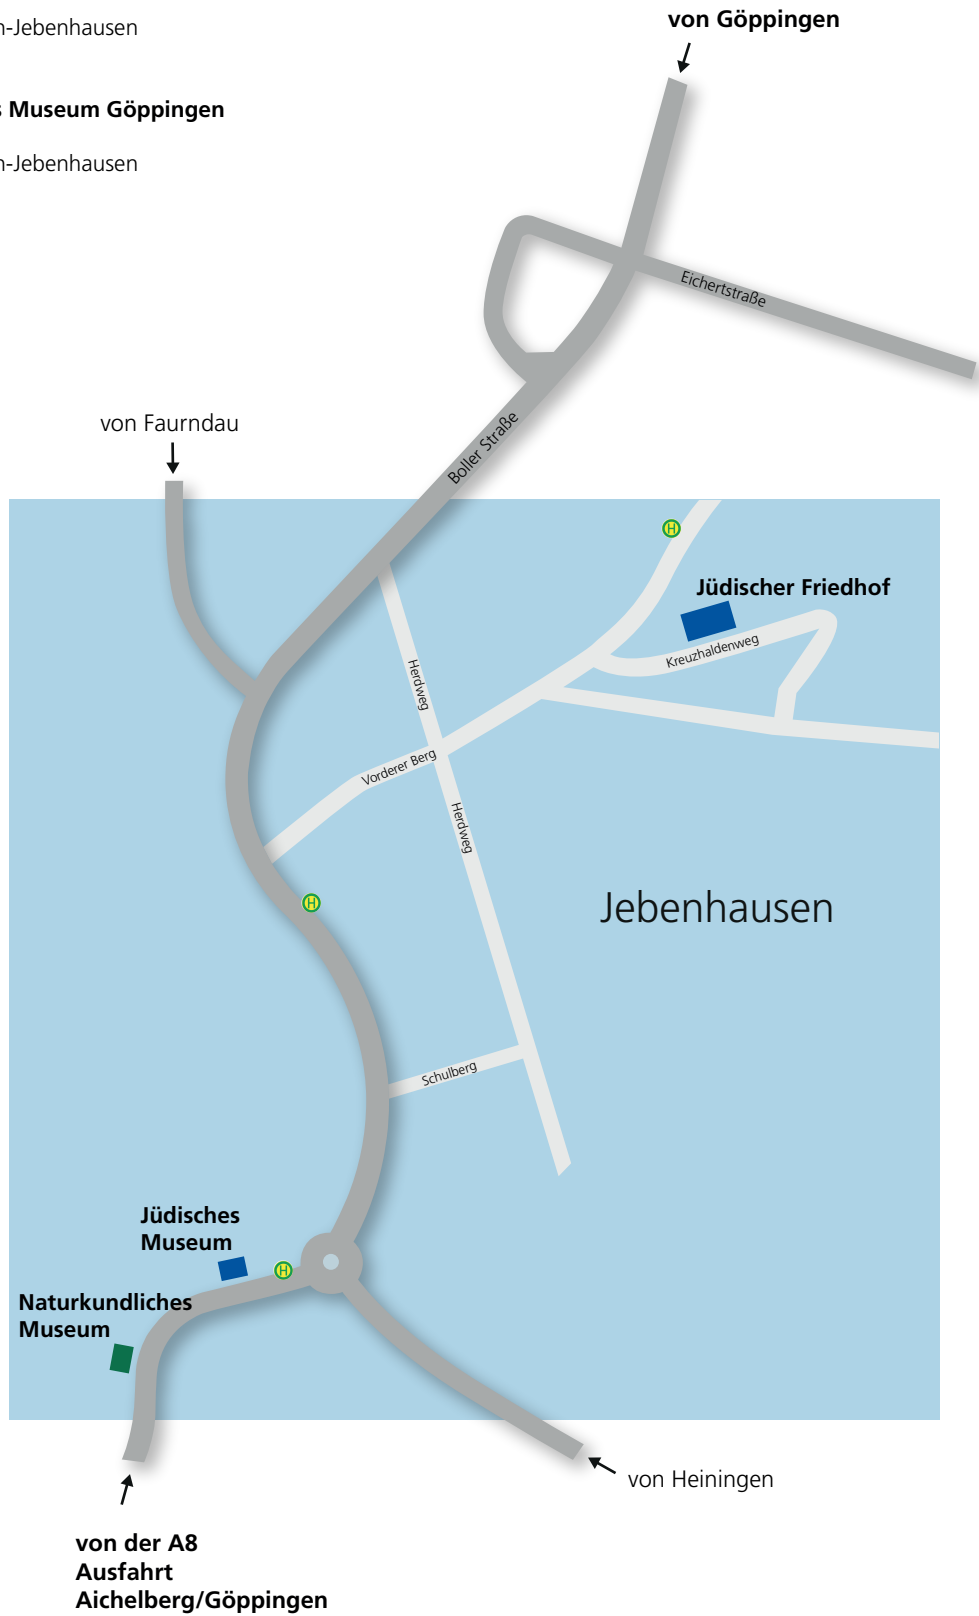 von Göppingen
n-Jebenhausen
s Museum Göppingen
n-Jebenhausen
Eichertstraße
von Faurndau
Boller Straße
H
Jüdischer Friedhof
Kreuzhaldenweg
Herdweg
Vorderer Berg
Herdweg
H
Jebenhausen
Schulberg
Jüdisches
Museum
H
Naturkundliches
Museum
von Heiningen
von der A8
Ausfahrt
Aichelberg/Göppingen